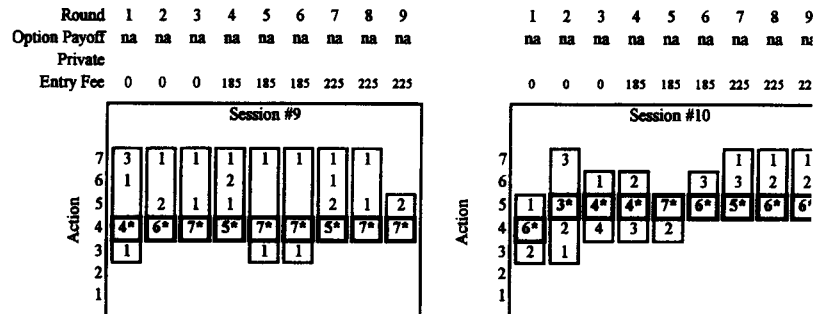 Round 1 2 3 4 5 6 7 8 9 1 2 3 4 5 6 7 8 9
Option Payoff na na na na na na na na na na na na na na na na na
Private
Entry Fee 0 0 0 185 185 185 225 225 225 0 0 0 185 185 185 225 225 22
Session #9 Session #10
7 3 1 1 1 1 1 1 1 7 3 1 1 1
6 1 2 1 6 1 2 3 3 2 2
5 2 1 1 2 1 2 5 1 3* 4* 4* 7* 6* 5* 6* 6*
Action Action
4 4* 6* 7* 5* 7* 7* 5* 7* 7* 4 6* 2 4 3 2
3 1 1 1 3 2 1
2 2
1 1